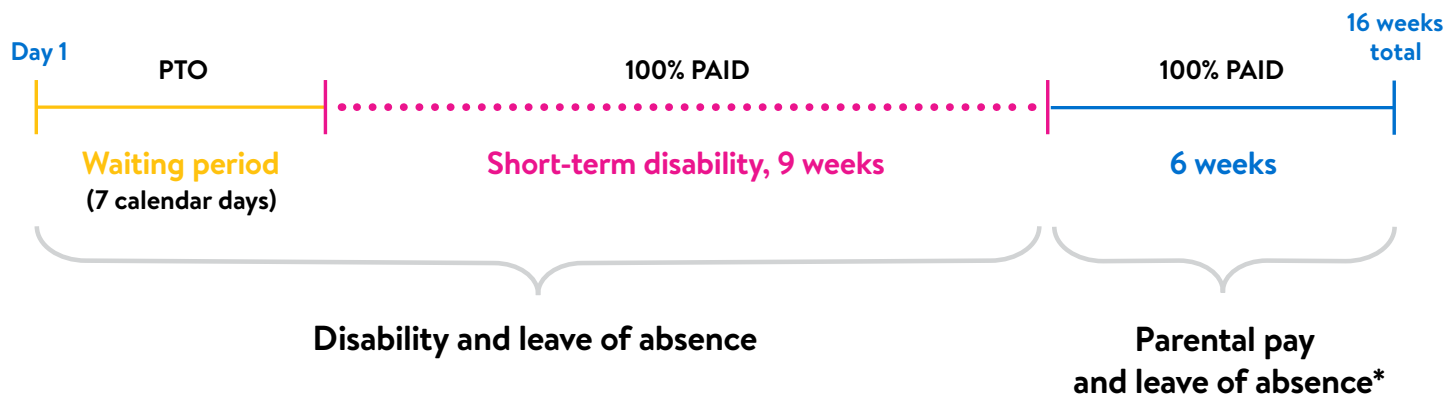 Day 1
PTO
100% PAID
100% PAID
16 weeks
total
Waiting period
(7 calendar days)
Short-term disability, 9 weeks
6 weeks
Disability and leave of absence
Parental pay
and leave of absence*